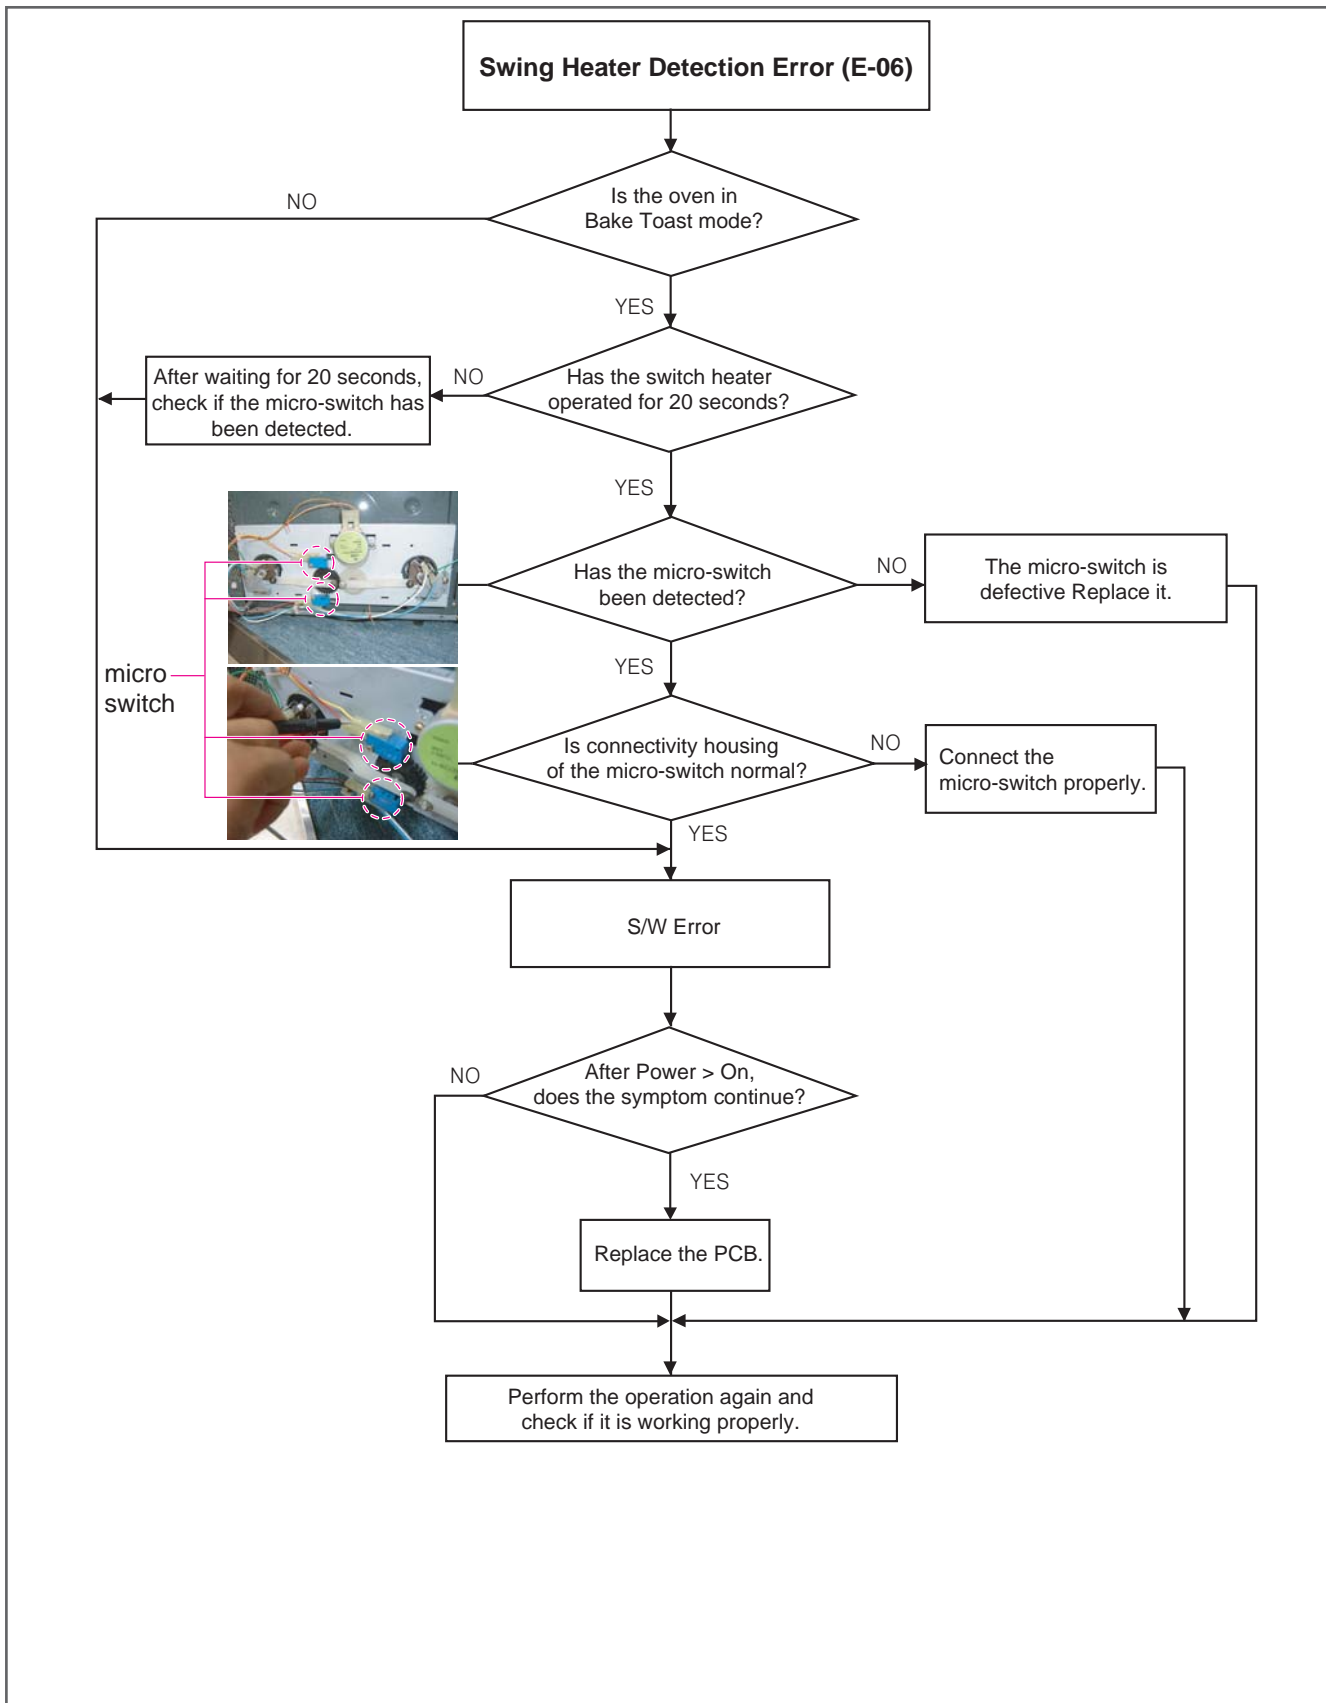 Swing Heater Detection Error (E-06)
Is the oven in
Bake Toast mode?
NO
YES
Has the switch heater
operated for 20 seconds?
NO
After waiting for 20 seconds,
check if the micro-switch has
been detected.
YES
Has the micro-switch
been detected?
NO
The micro-switch is
defective Replace it.
micro
switch
YES
Is connectivity housing
of the micro-switch normal?
NO
Connect the
micro-switch properly.
YES
S/W Error
After Power > On,
does the symptom continue?
NO
YES
Replace the PCB.
Perform the operation again and
check if it is working properly.